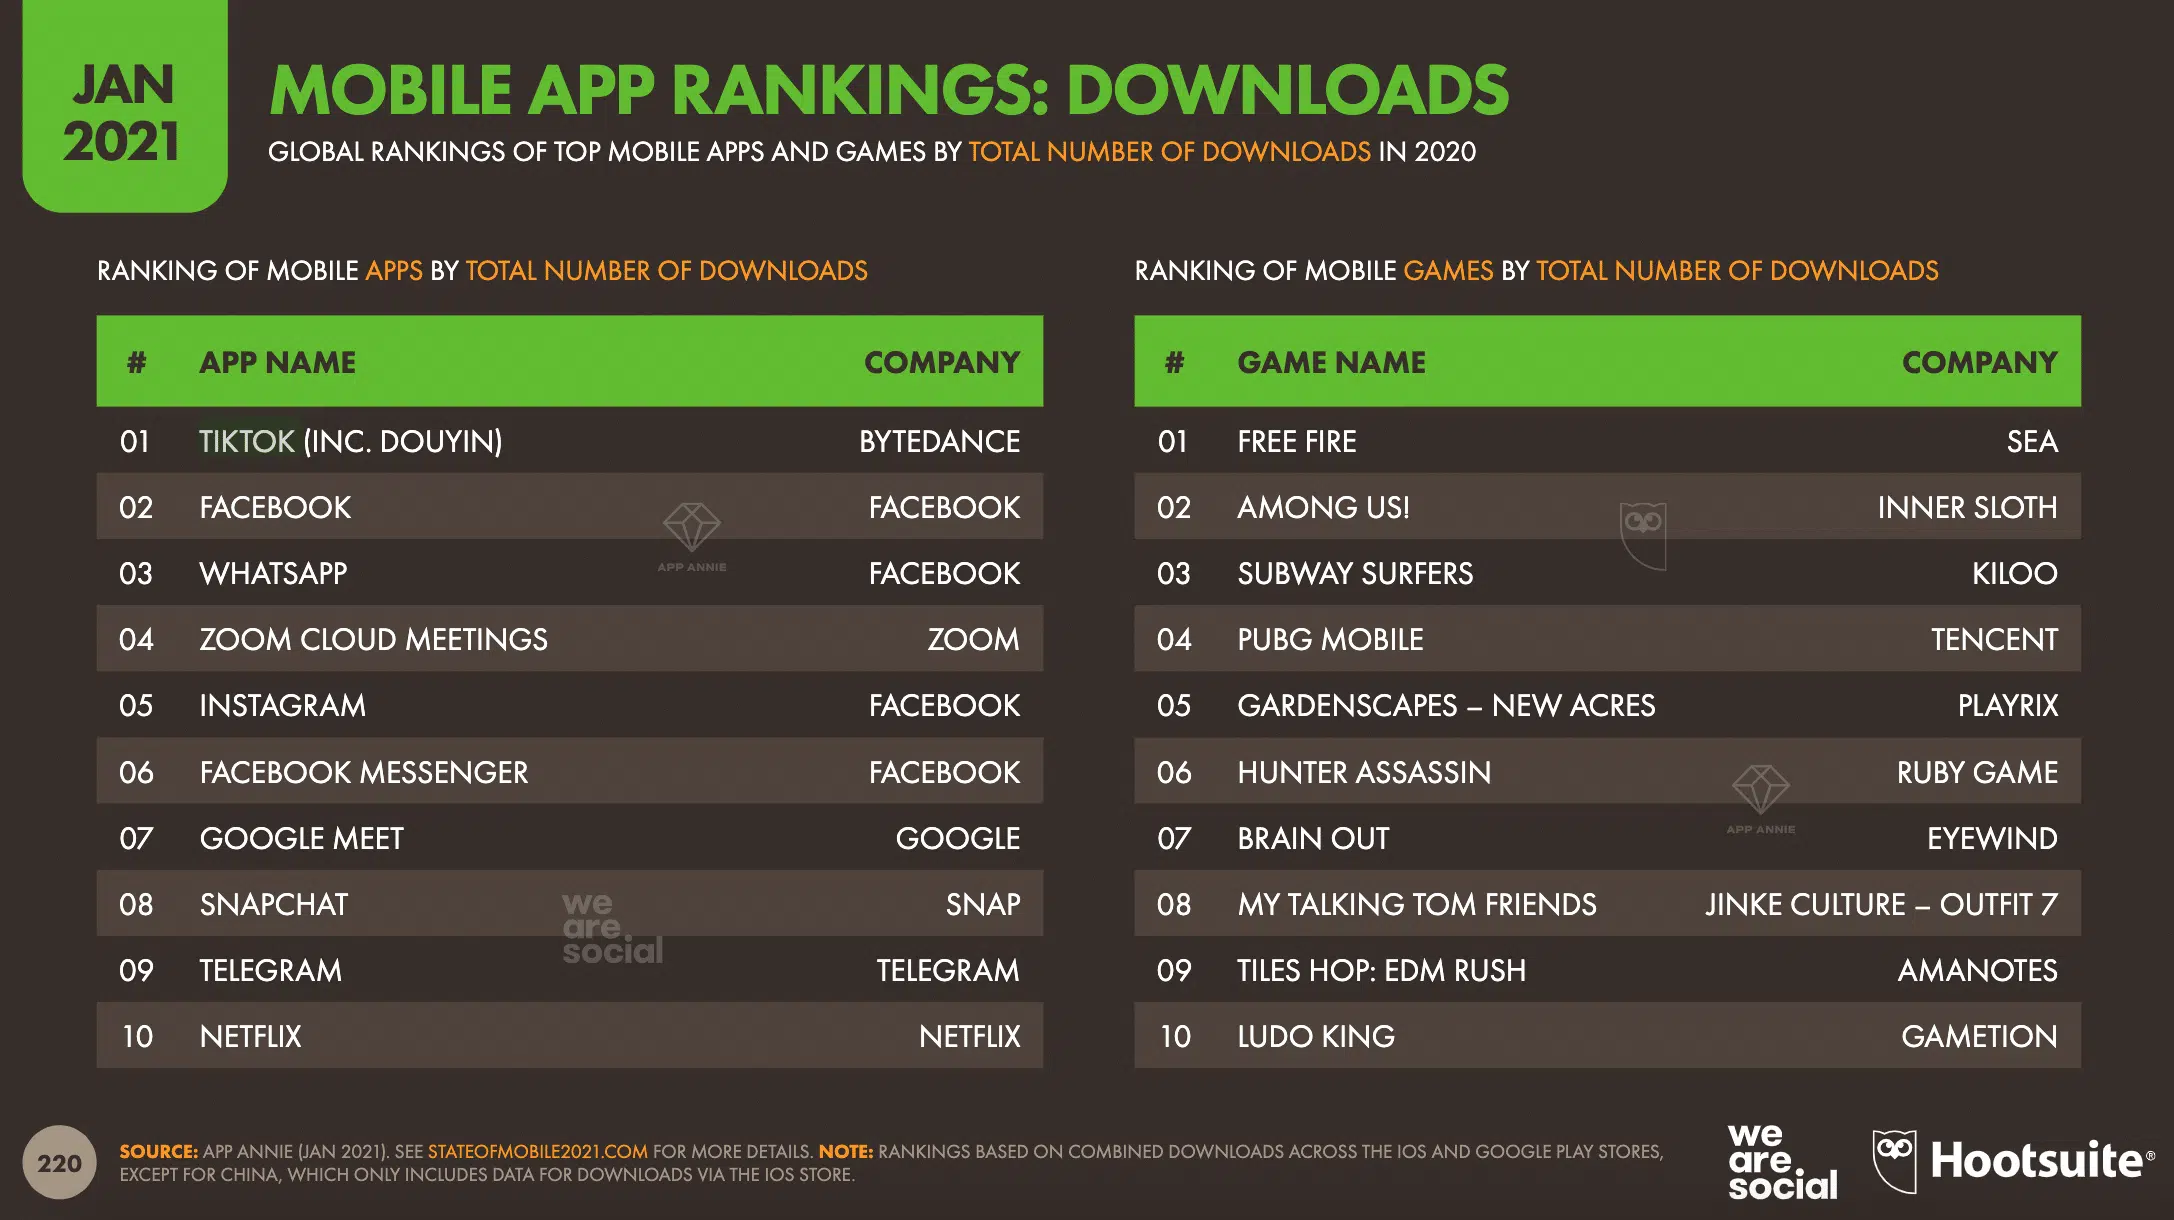 JAN
2021
MOBILE APP RANKINGS: DOWNLOADS
GLOBAL RANKINGS OF TOP MOBILE APPS AND GAMES BY TOTAL NUMBER OF DOWNLOADS IN 2020
RANKING OF MOBILE APPS BY TOTAL NUMBER OF DOWNLOADS
# APP NAME COMPANY
01 TIKTOK (INC. DOUYIN) BYTEDANCE
02 FACEBOOK FACEBOOK
03 WHATSAPP FACEBOOK
04 ZOOM CLOUD MEETINGS ZOOM
05 INSTAGRAM FACEBOOK
06 FACEBOOK MESSENGER FACEBOOK
07 GOOGLE MEET GOOGLE
08 SNAPCHAT SNAP
09 TELEGRAM TELEGRAM
10 NETFLIX NETFLIX
APP ANNIE
we
are.
social
RANKING OF MOBILE GAMES BY TOTAL NUMBER OF DOWNLOADS
# GAME NAME COMPANY
01 FREE FIRE SEA
02 AMONG US! INNER SLOTH
03 SUBWAY SURFERS KILOO
04 PUBG MOBILE TENCENT
05 GARDENSCAPES – NEW ACRES PLAYRIX
06 HUNTER ASSASSIN RUBY GAME
07 BRAIN OUT EYEWIND
08 MY TALKING TOM FRIENDS JINKE CULTURE – OUTFIT 7
09 TILES HOP: EDM RUSH AMANOTES
10 LUDO KING GAMETION
APP ANNIE
220
SOURCE: APP ANNIE (JAN 2021). SEE STATEOFMOBILE2021.COM FOR MORE DETAILS. NOTE: RANKINGS BASED ON COMBINED DOWNLOADS ACROSS THE IOS AND GOOGLE PLAY STORES,
EXCEPT FOR CHINA, WHICH ONLY INCLUDES DATA FOR DOWNLOADS VIA THE IOS STORE.
we
are.
social
Hootsuite®